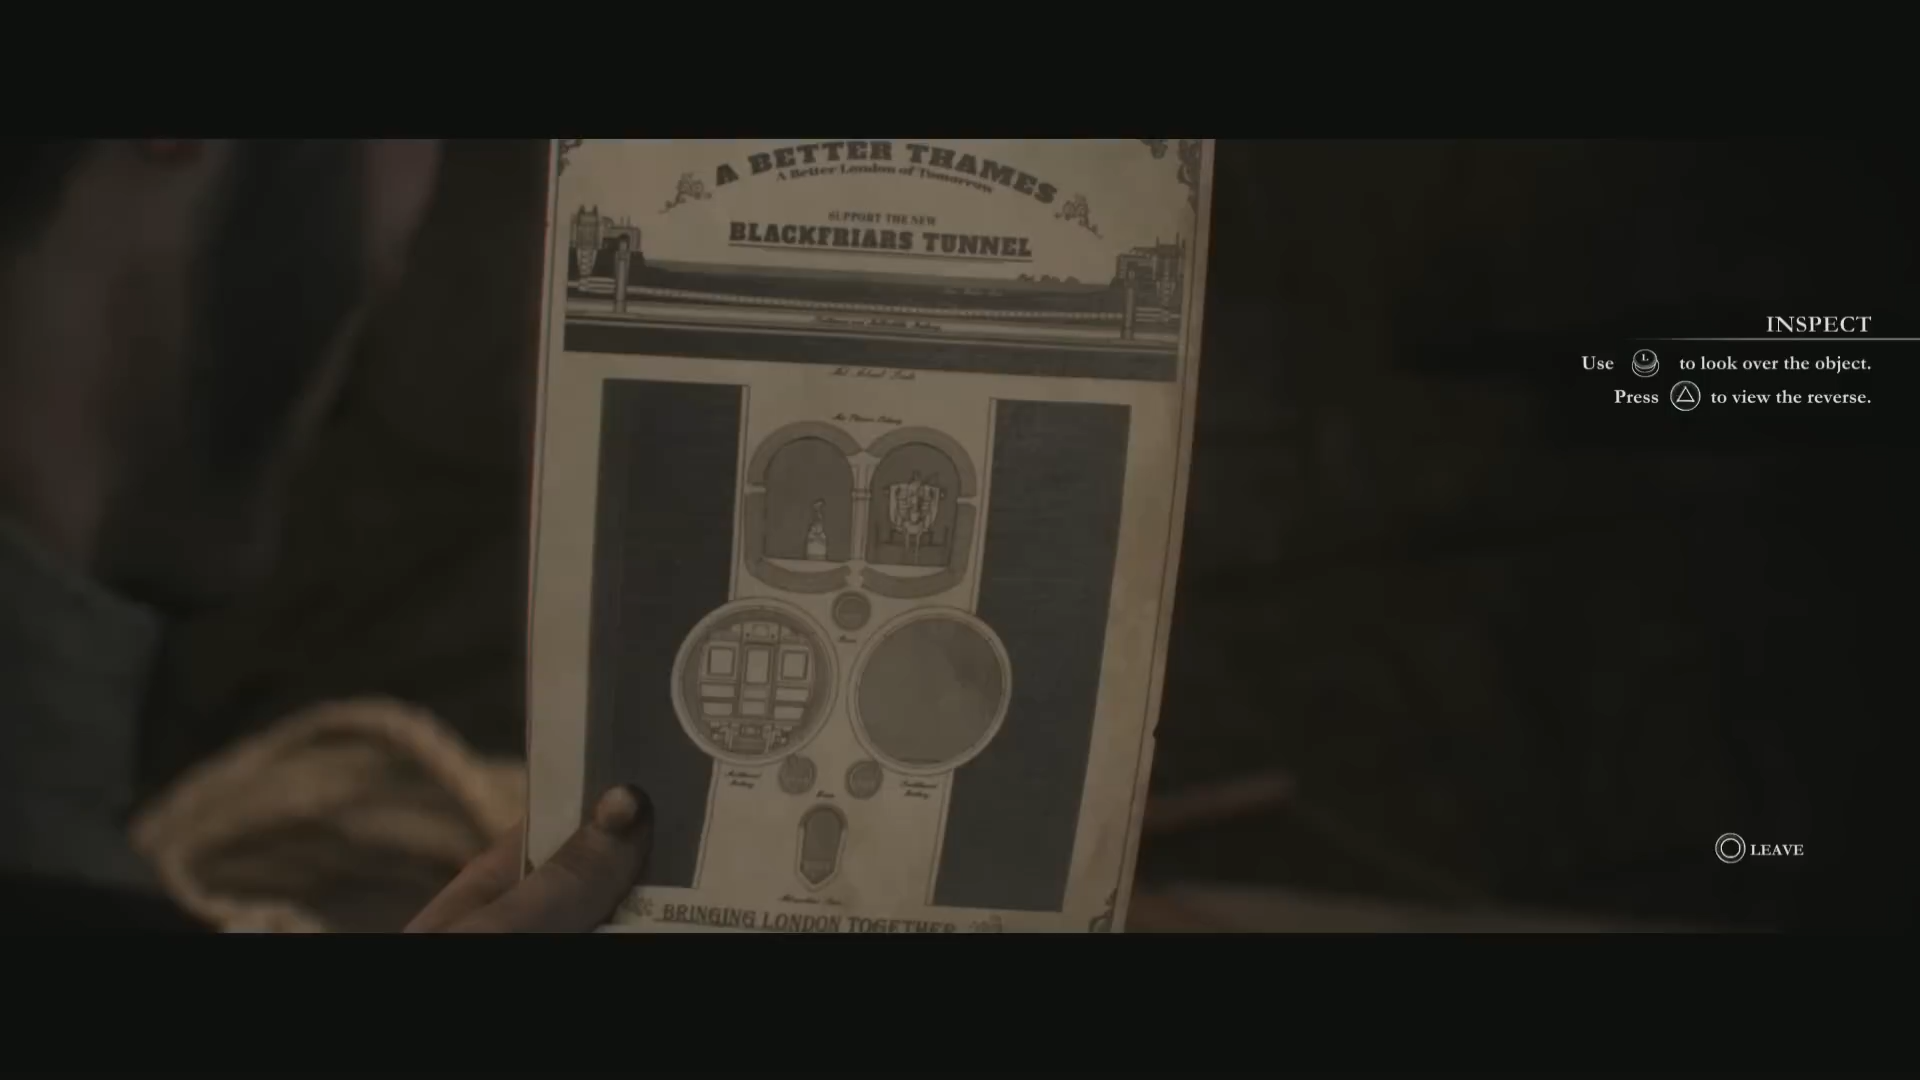 A BETTER THAMES
A Better London of Tomorrow
SUPPORT THE NEW
BLACKFRIARS TUNNEL
INSPECT
Use L to look over the object.
Press to view the reverse.
LEAVE
BRINGING LONDON TOGETHER